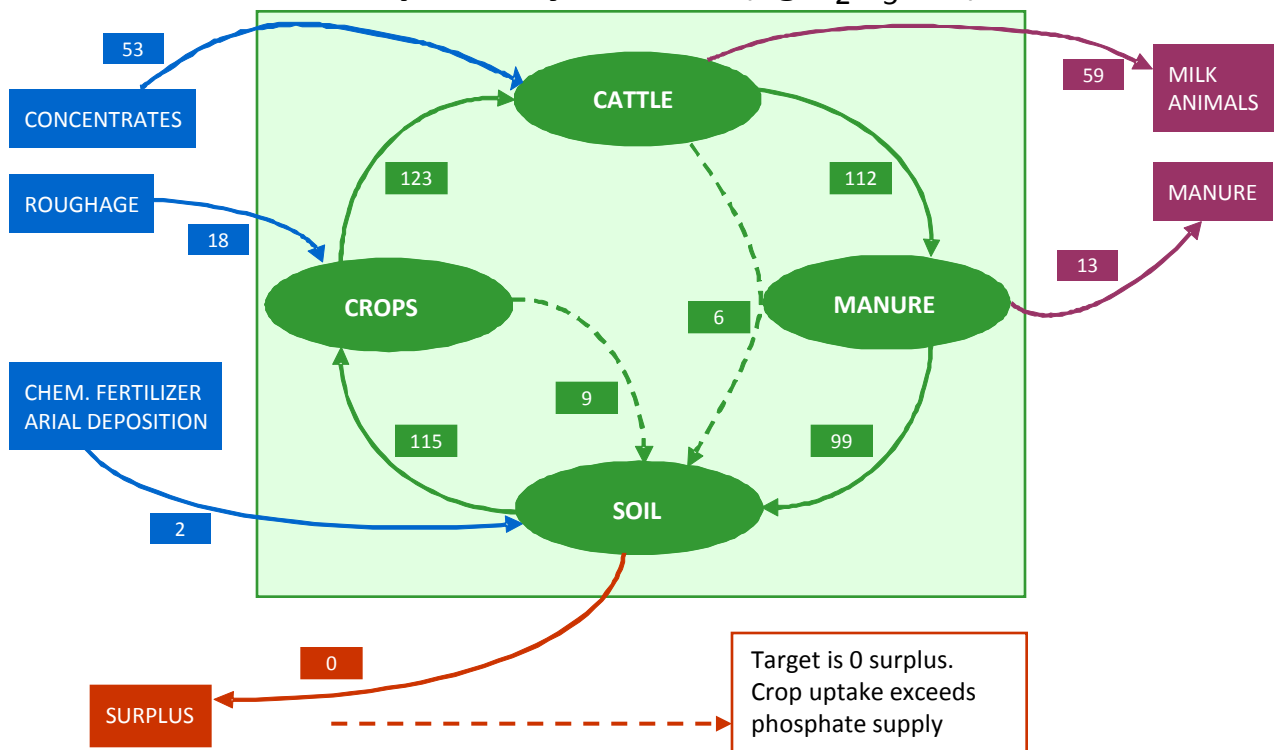 53
CONCENTRATES
CATTLE
59
MILK
ANIMALS
123
112
ROUGHAGE
18
MANURE
13
CROPS
6
MANURE
CHEM. FERTILIZER
ARIAL DEPOSITION
9
115
99
2
SOIL
0
SURPLUS
Target is 0 surplus.
Crop uptake exceeds
phosphate supply